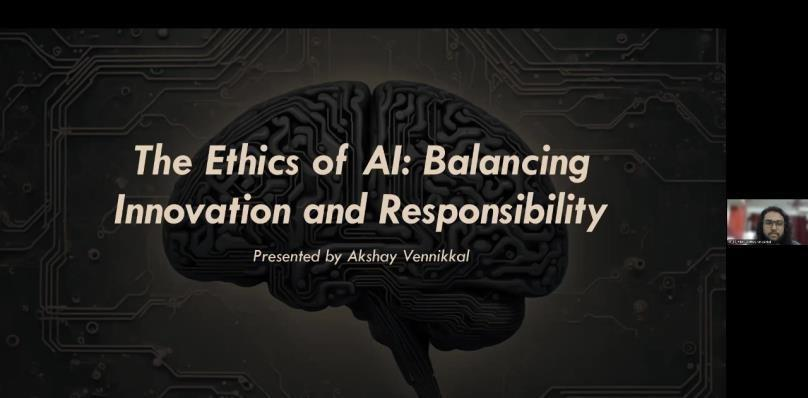 The Ethics of AI: Balancing
Innovation and Responsibility
Presented by Akshay Vennikkal